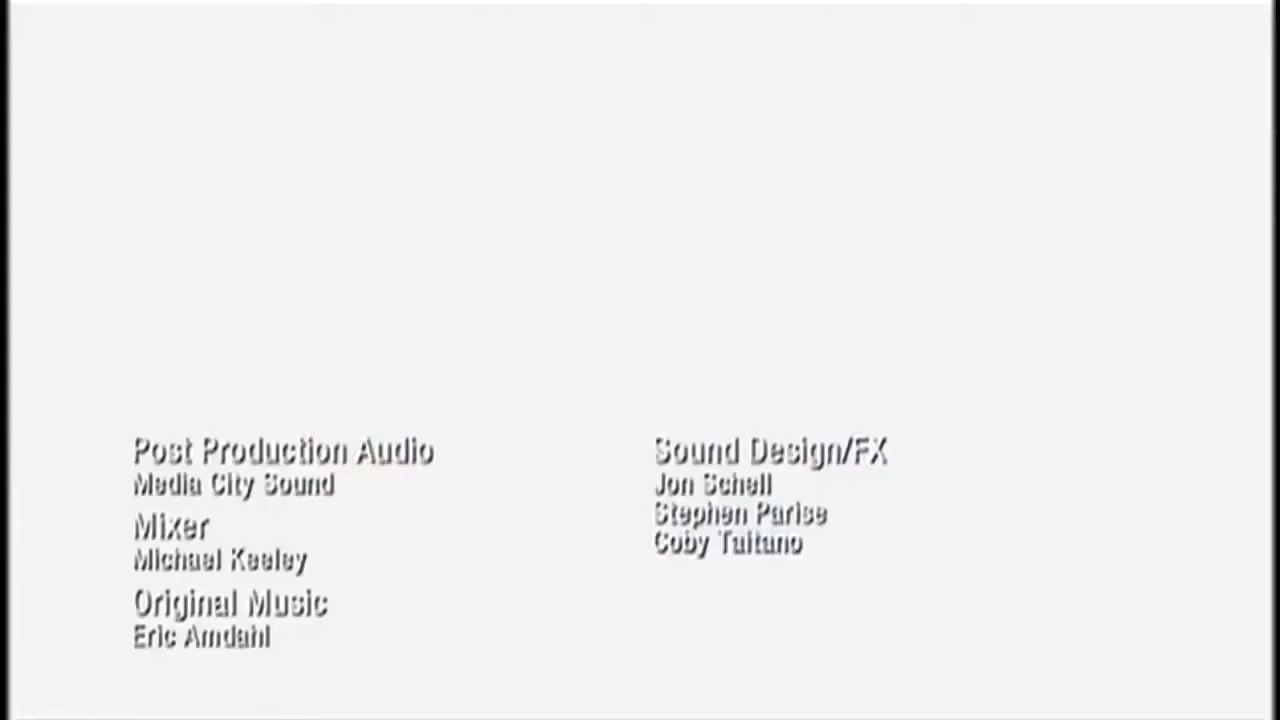 Post Production Audio
Media City Sound
Mixer
Michael Keeley
Original Music
Eric Amdahl
Sound Design/FX
Jon Schell
Stephen Parise
Coby Taitano